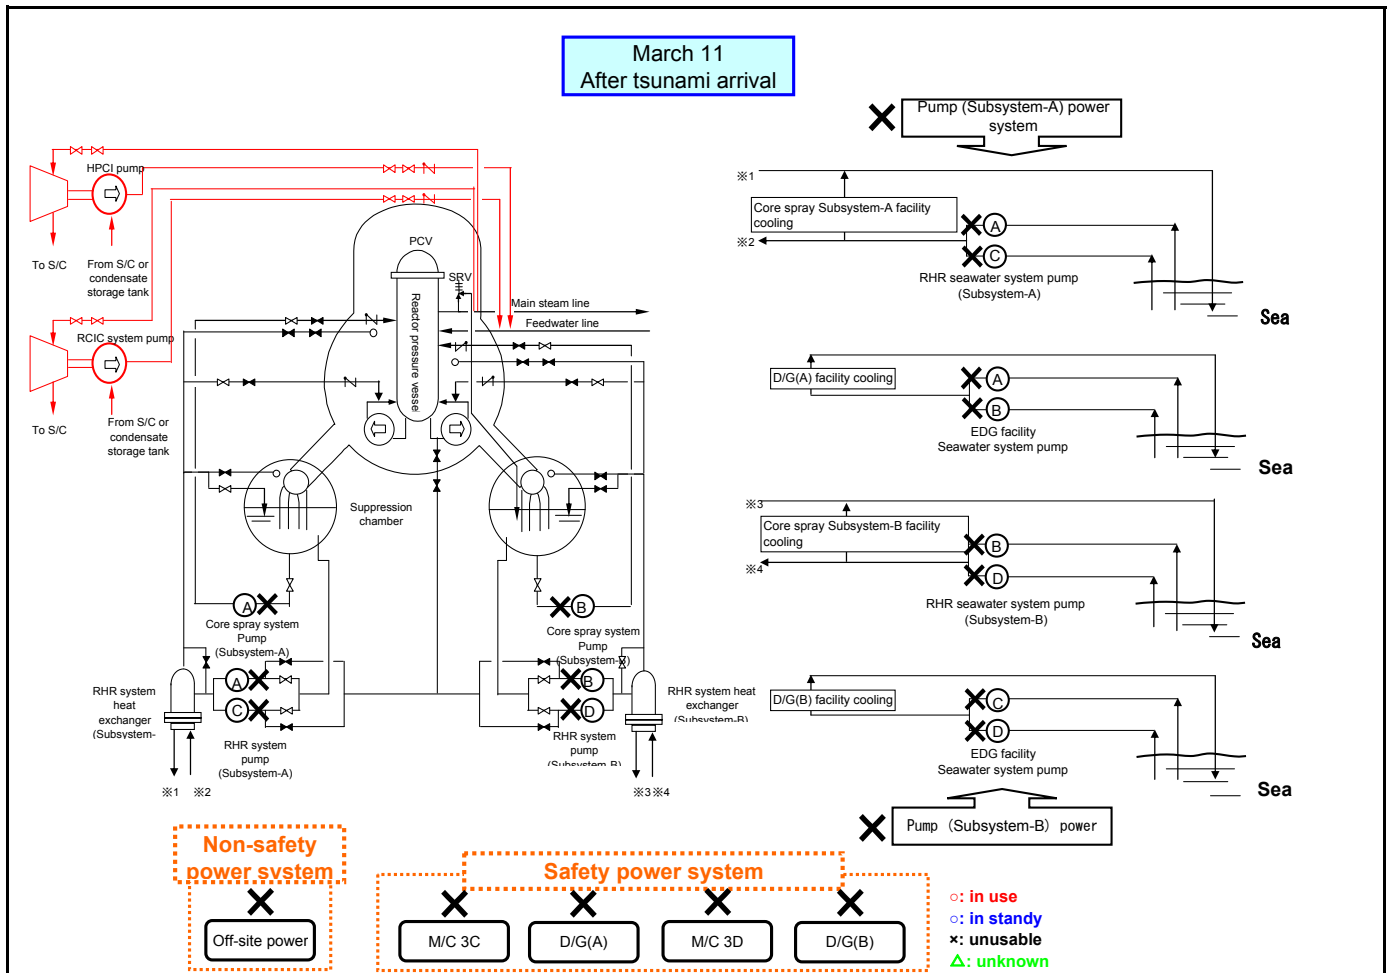 March 11
After tsunami arrival
HPCI pump
To S/C
From S/C or
condensate
storage tank
RCIC system pump
To S/C
From S/C or
condensate
storage tank
PCV
SRV
Reactor pressure vessel
Main steam line
Feedwater line
Suppression
chamber
A
Core spray system
Pump
(Subsystem-A)
B
Core spray system
Pump
(Subsystem-B)
RHR system
heat
exchanger
(Subsystem-
A
C
RHR system
pump
(Subsystem-A)
B
D
RHR system
pump
(Subsystem-B)
RHR system heat
exchanger
(Subsystem-B)
※1
※2
※3※4
Pump (Subsystem-A) power
system
※1
Core spray Subsystem-A facility
cooling
※2
A
C
RHR seawater system pump
(Subsystem-A)
Sea
D/G(A) facility cooling
A
B
EDG facility
Seawater system pump
Sea
※3
Core spray Subsystem-B facility
cooling
※4
B
D
RHR seawater system pump
(Subsystem-B)
Sea
D/G(B) facility cooling
C
D
EDG facility
Seawater system pump
Sea
Pump (Subsystem-B) power
Non-safety
power system
Off-site power
Safety power system
M/C 3C
D/G(A)
M/C 3D
D/G(B)
○: in use
○: in standy
×: unusable
△: unknown